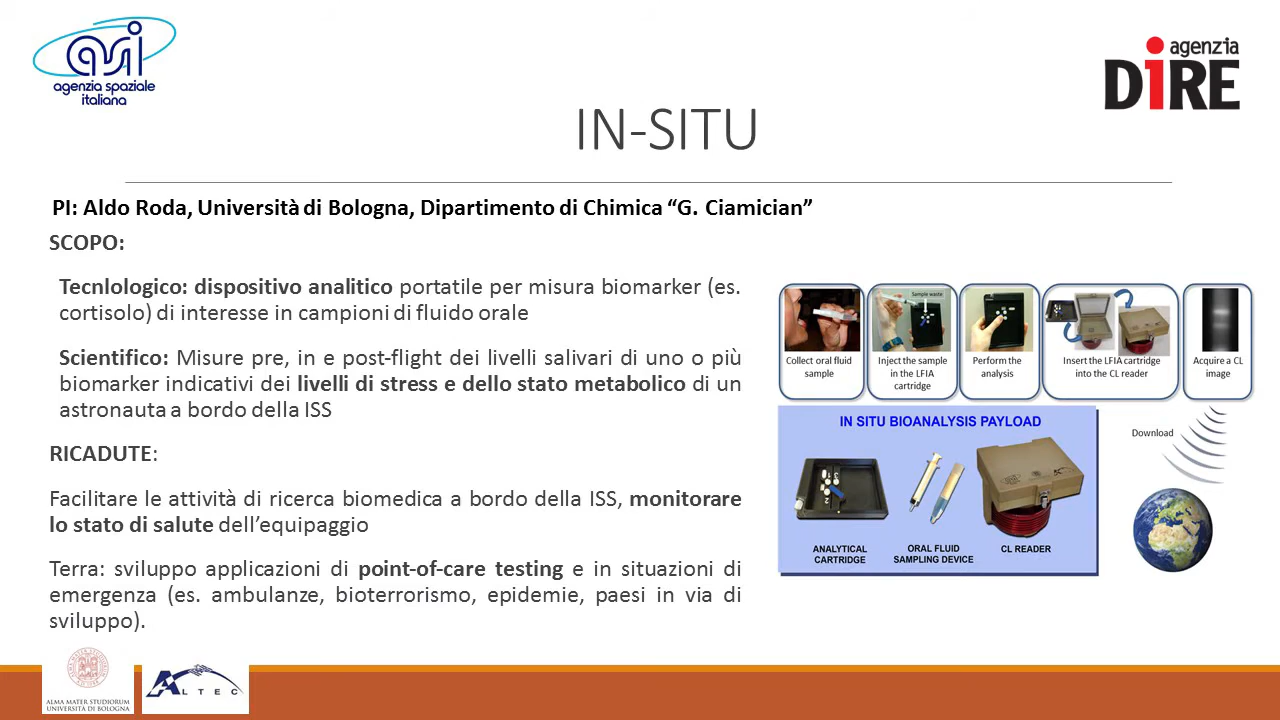 asi
agenzia spaziale
italiana
agenzia
DiRE
IN-SITU
PI: Aldo Roda, Università di Bologna, Dipartimento di Chimica “G. Ciamician”
SCOPO:
Tecnlologico: dispositivo analitico portatile per misura biomarker (es.
cortisolo) di interesse in campioni di fluido orale
Scientifico: Misure pre, in e post-flight dei livelli salivari di uno o più
biomarker indicativi dei livelli di stress e dello stato metabolico di un
astronauta a bordo della ISS
RICADUTE:
Facilitare le attività di ricerca biomedica a bordo della ISS, monitorare
lo stato di salute dell’equipaggio
Terra: sviluppo applicazioni di point-of-care testing e in situazioni di
emergenza (es. ambulanze, bioterrorismo, epidemie, paesi in via di
sviluppo).
Sample waste
Collect oral fluid
sample
Inject the sample
in the LFIA
cartridge
Perform the
analysis
Insert the LFIA cartridge
into the CL reader
Acquire a CL
image
IN SITU BIOANALYSIS PAYLOAD
ANALYTICAL
CARTRIDGE
ORAL FLUID
SAMPLING DEVICE
CL READER
Download
ALMA MATER STUDIORUM
UNIVERSITÀ DI BOLOGNA
ALTEC